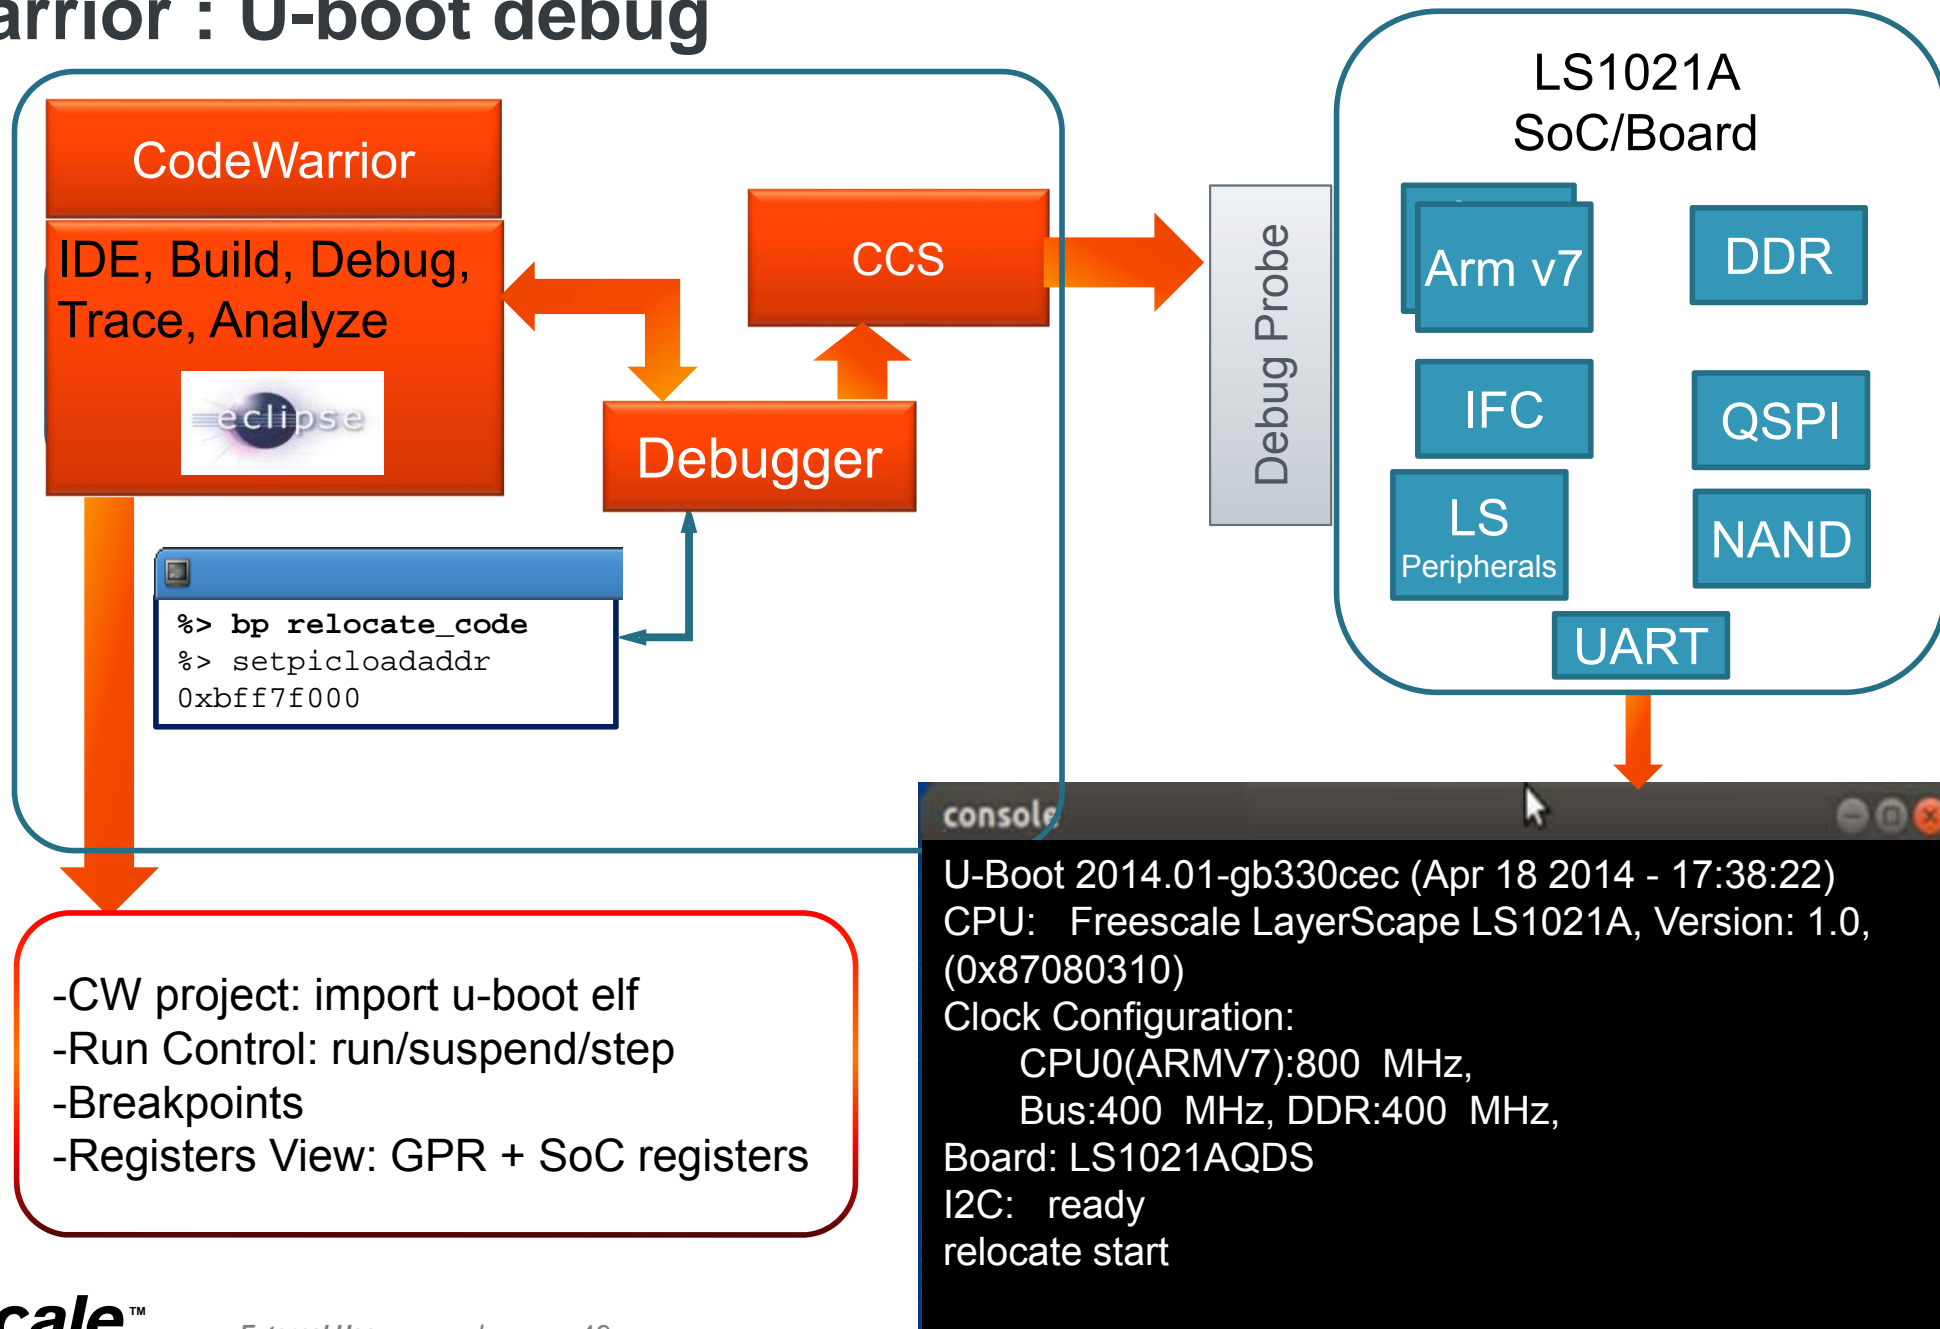 arrior : U-boot debug
CodeWarrior
IDE, Build, Debug,
Trace, Analyze
eclipse
CCS
Debugger
%> bp relocate_code
%> setpicloadaddr
0xbff7f000
Debug Probe
LS1021A
SoC/Board
Arm v7
DDR
IFC
QSPI
LS
Peripherals
NAND
UART
-CW project: import u-boot elf
-Run Control: run/suspend/step
-Breakpoints
-Registers View: GPR + SoC registers
console
U-Boot 2014.01-gb330cec (Apr 18 2014 - 17:38:22)
CPU: Freescale LayerScape LS1021A, Version: 1.0,
(0x87080310)
Clock Configuration:
CPU0(ARMV7):800 MHz,
Bus:400 MHz, DDR:400 MHz,
Board: LS1021AQDS
I2C: ready
relocate start
cale™